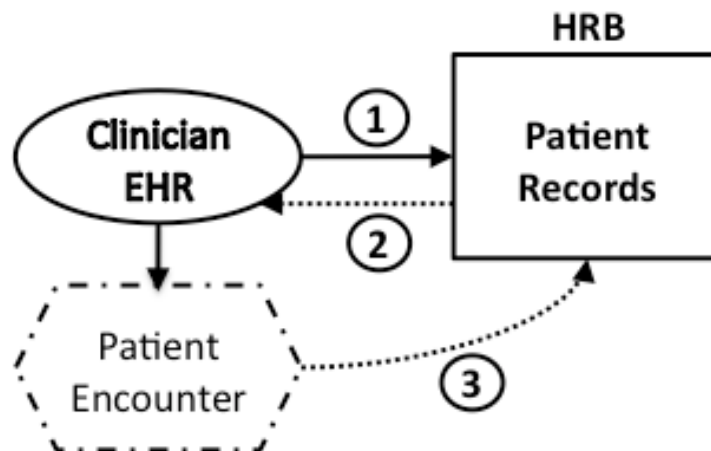 HRB
1
Clinician
EHR
Patient
Records
2
Patient
Encounter
3